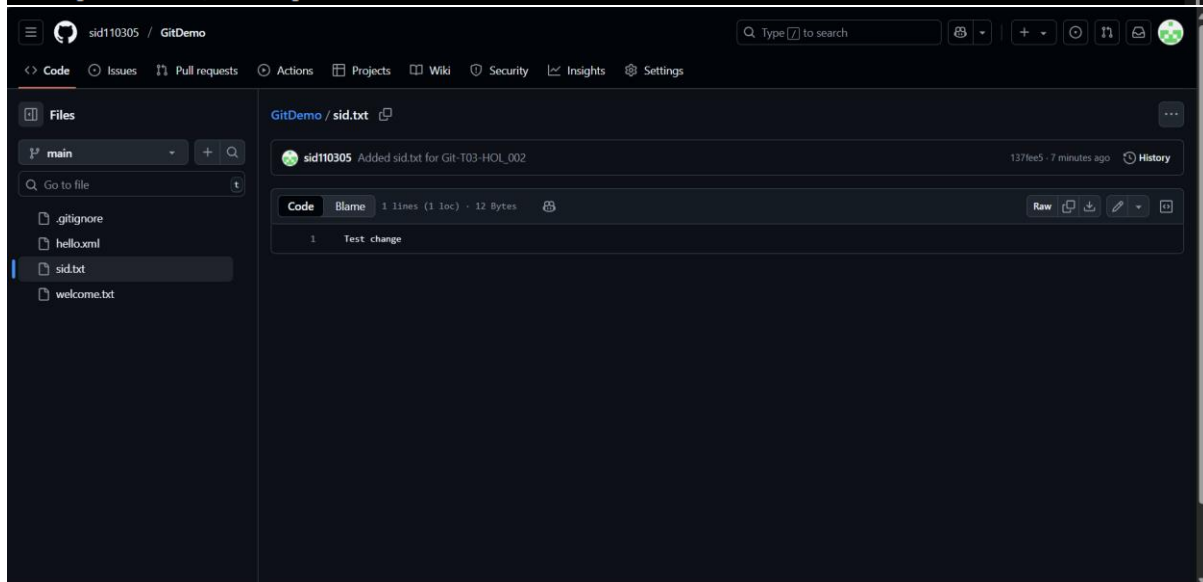 sid110305 / GitDemo
Type / to search
Code Issues Pull requests Actions Projects Wiki Security Insights Settings
Files
main
Go to file
t
.gitignore
hello.xml
sid.txt
welcome.txt
GitDemo / sid.txt
sid110305 Added sid.txt for Git-T03-HOL_002
137fee5 · 7 minutes ago History
Code Blame 1 lines (1 loc) · 12 Bytes
Raw
1 Test change